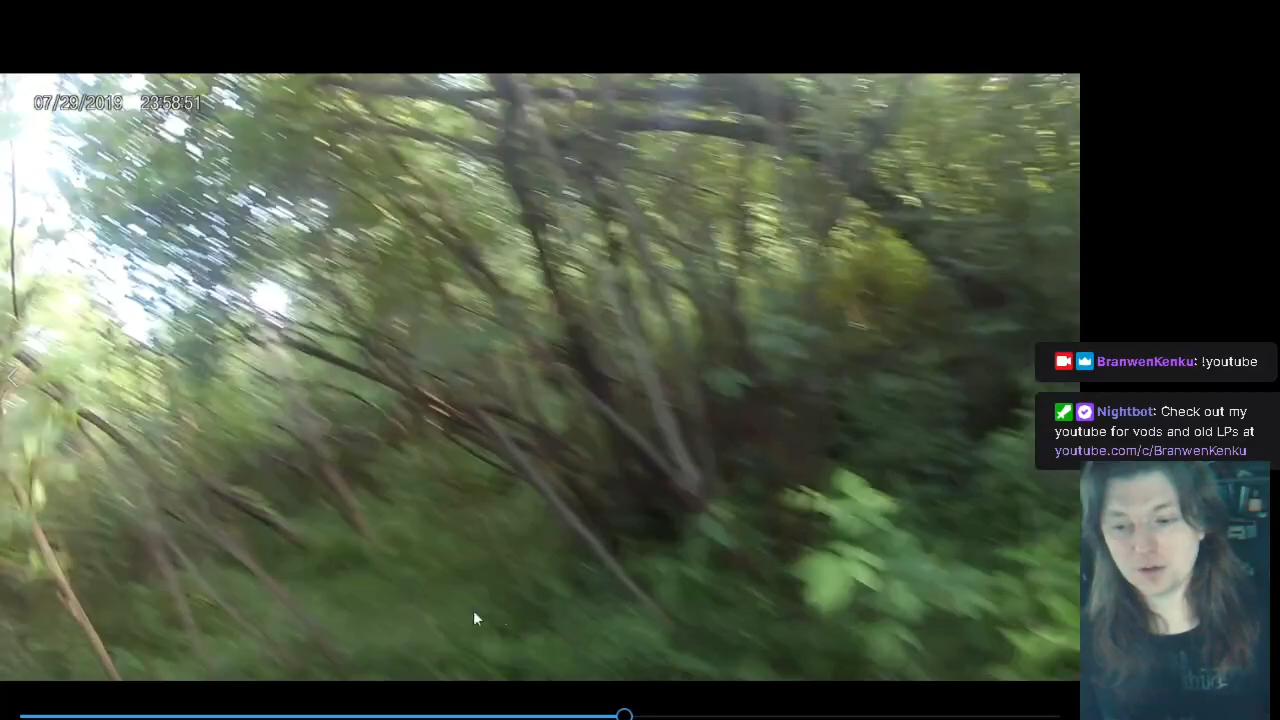 07/29/2019 23:58:51
BranwenKenku: !youtube
Nightbot: Check out my
youtube for vods and old LPs at
youtube.com/c/BranwenKenku